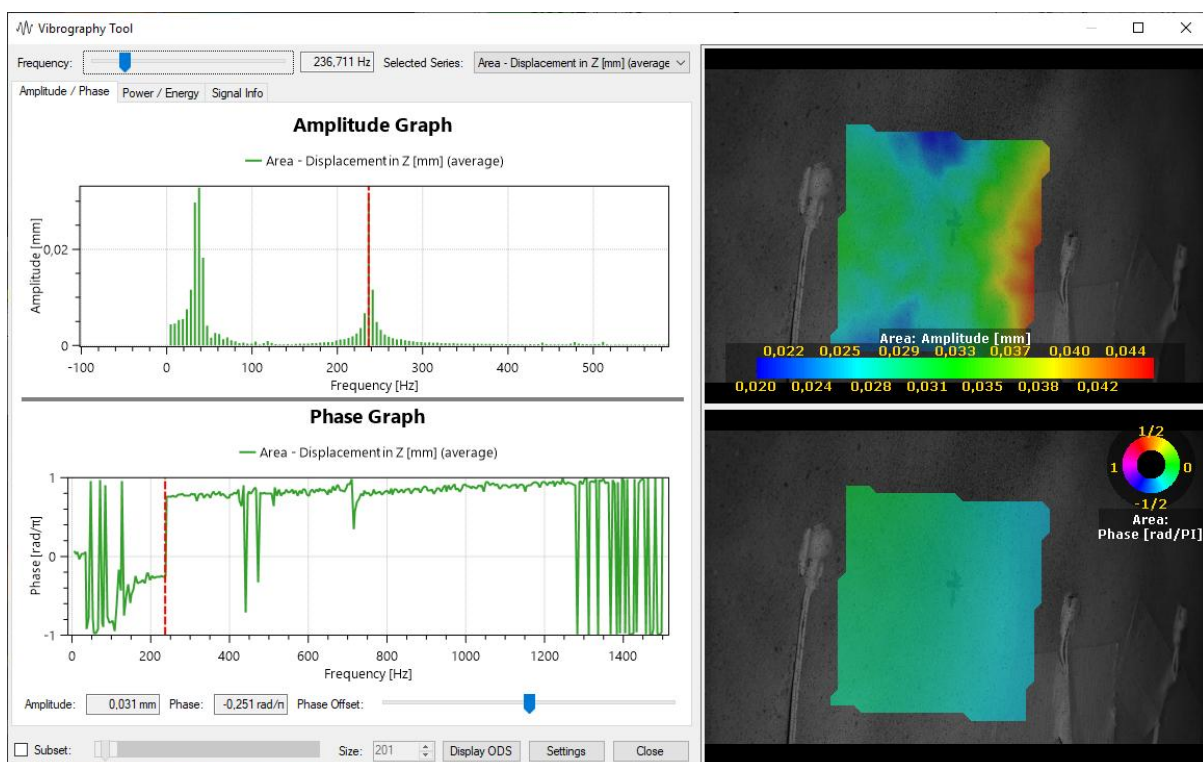 Vibrography Tool
Frequency: 236,711 Hz Selected Series: Area - Displacement in Z [mm] (average
Amplitude / Phase Power / Energy Signal Info
Amplitude Graph
Area - Displacement in Z [mm] (average)
Amplitude [mm]
0,02
0
-100 0 100 200 300 400 500
Frequency [Hz]
Phase Graph
Area - Displacement in Z [mm] (average)
Phase [rad/π]
1
0
-1
0 200 400 600 800 1000 1200 1400
Frequency [Hz]
Amplitude: 0,031 mm Phase: -0,251 rad/π Phase Offset:
Subset: Size: 201 Display ODS Settings Close
Area: Amplitude [mm]
0,022 0,025 0,029 0,033 0,037 0,040 0,044
0,020 0,024 0,028 0,031 0,035 0,038 0,042
1/2
1 0
-1/2
Area:
Phase [rad/PI]